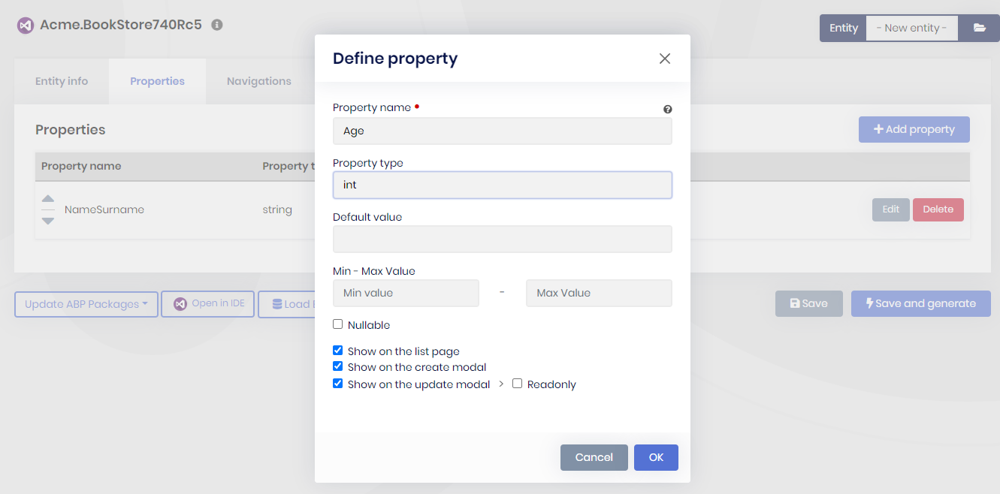 Acme.BookStore740Rc5
Entity
- New entity -
Entity info
Properties
Navigations
Properties
+ Add property
Property name
Property t
NameSurname
string
Edit
Delete
Update ABP Packages
Open in IDE
Load
Save
Save and generate
Define property
Property name
Age
Property type
int
Default value
Min - Max Value
Min value
-
Max Value
Nullable
Show on the list page
Show on the create modal
Show on the update modal > Readonly
Cancel
OK